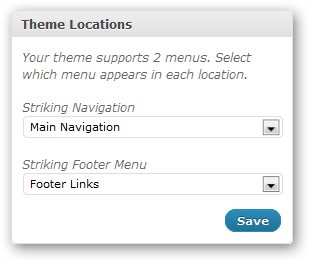 Theme Locations
Your theme supports 2 menus. Select
which menu appears in each location.
Striking Navigation
Main Navigation
Striking Footer Menu
Footer Links
Save